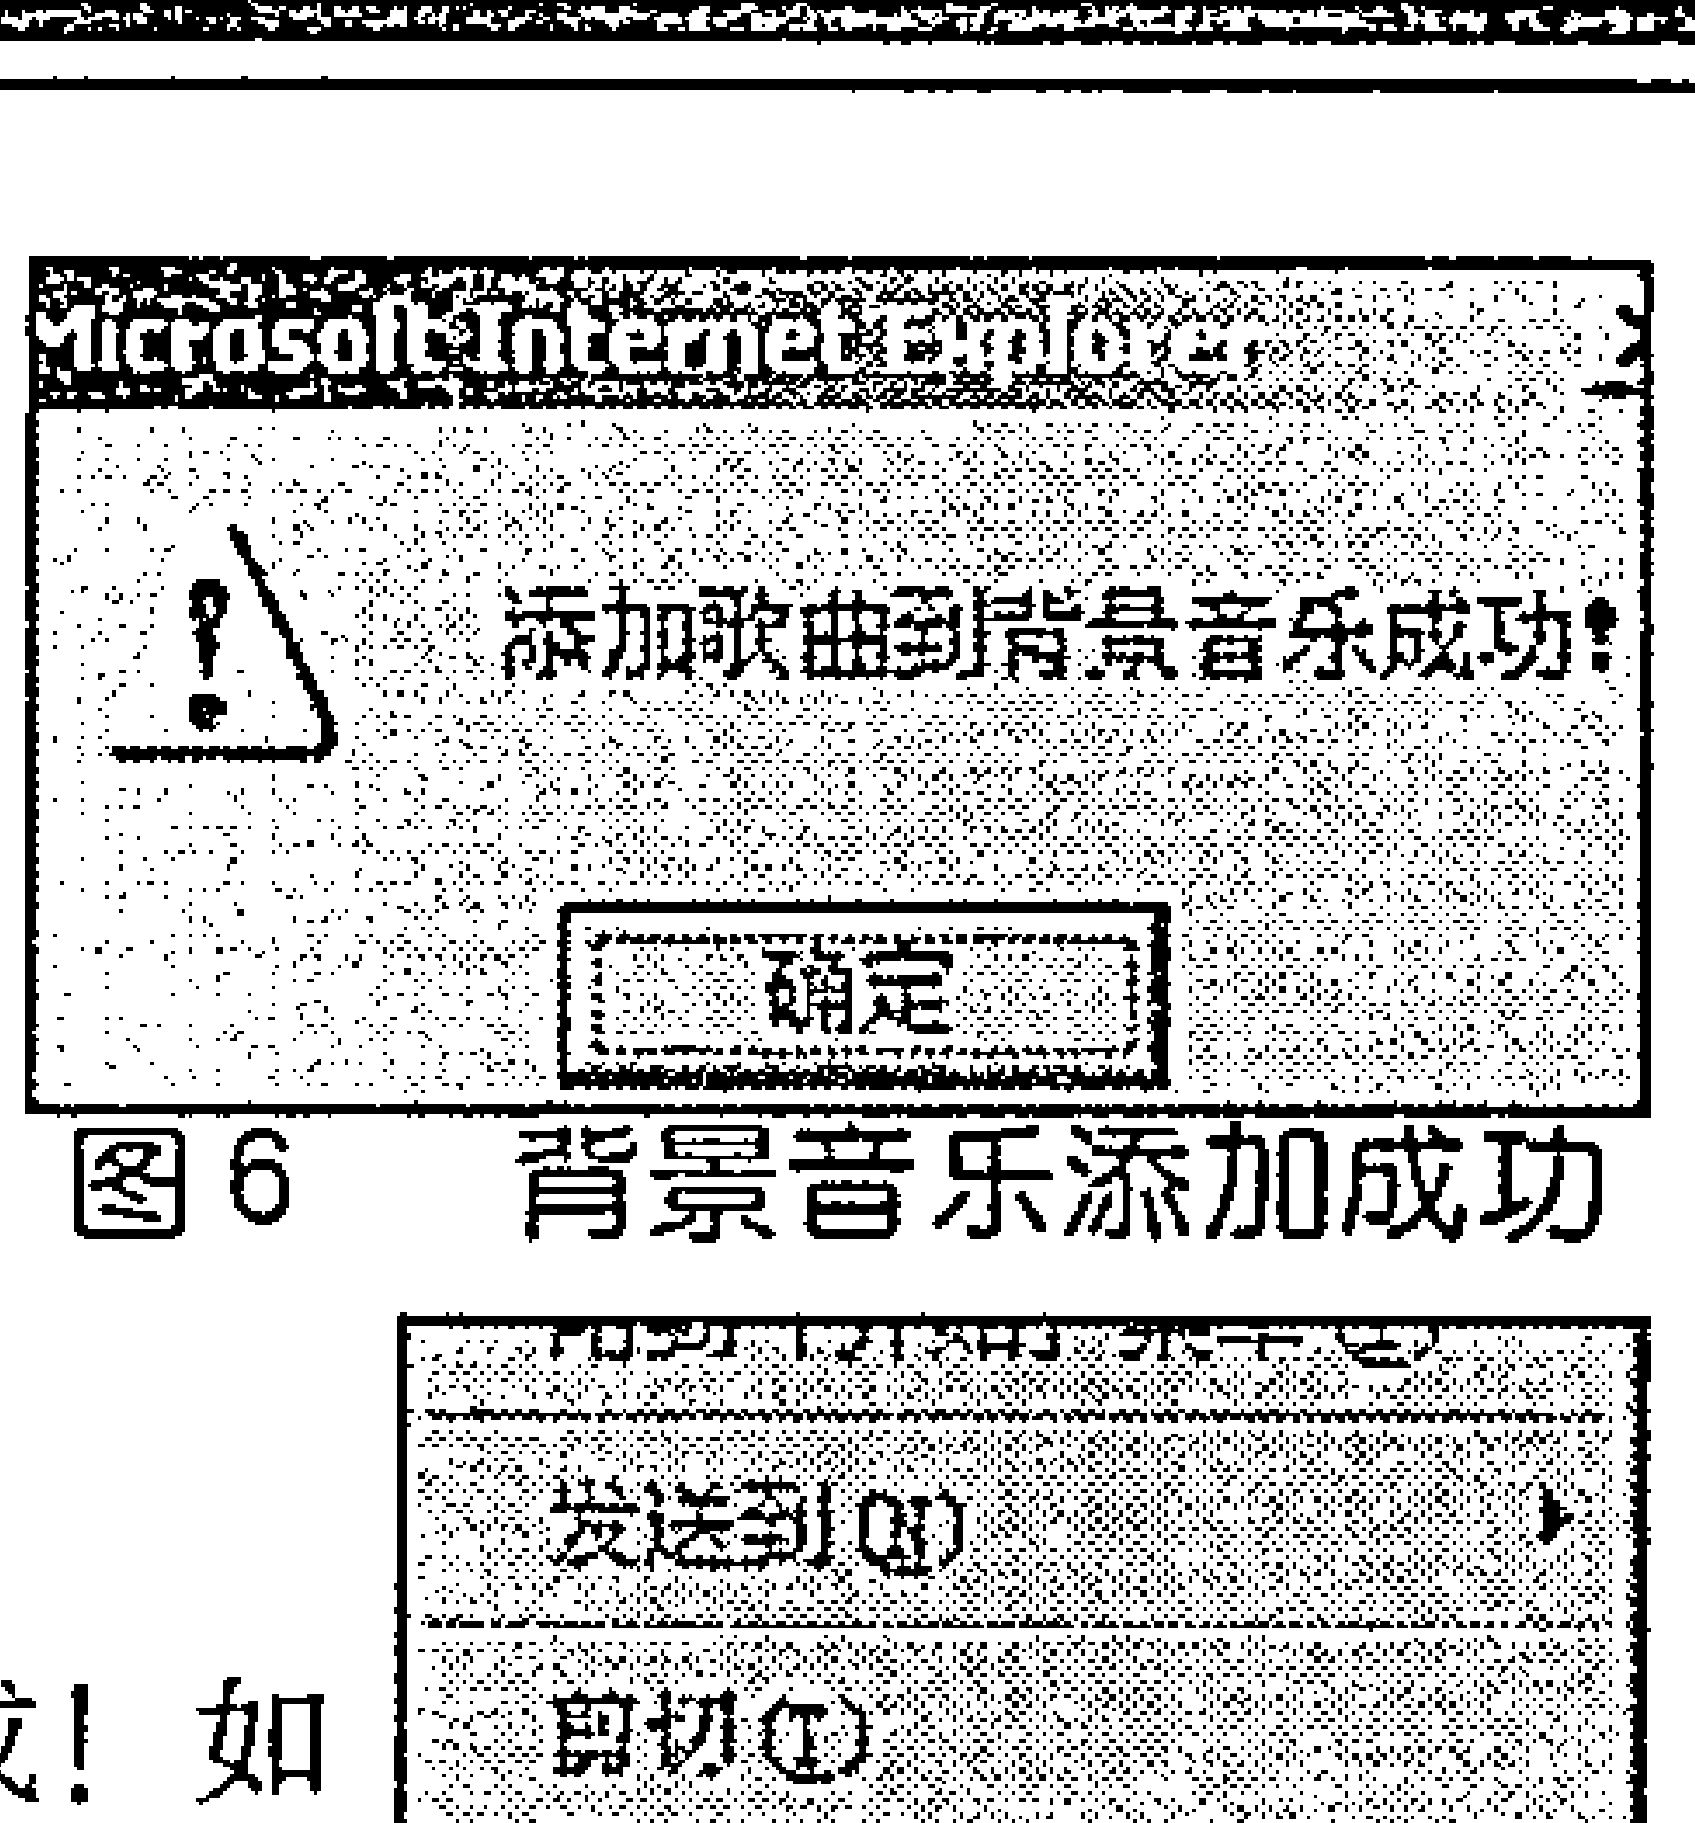 Microsoft Internet Explorer
添加歌曲到背景音乐成功!
确定
图6 背景音乐添加成功
发送到(N)
！如
剪切(T)